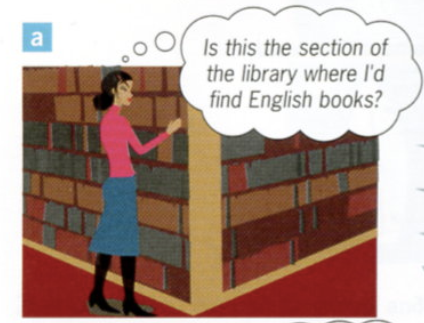 a
Is this the section of
the library where I'd
find English books?